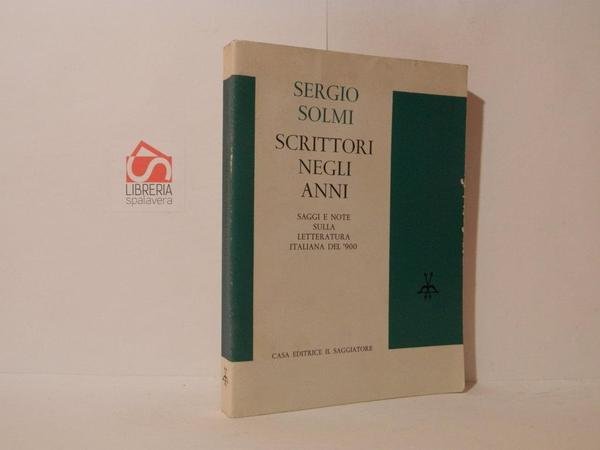 SERGIO
SOLMI
SCRITTORI
NEGLI
ANNI
SAGGI E NOTE
SULLA
LETTERATURA
ITALIANA DEL '900
CASA EDITRICE IL SAGGIATORE
LIBRERIA
spalavera